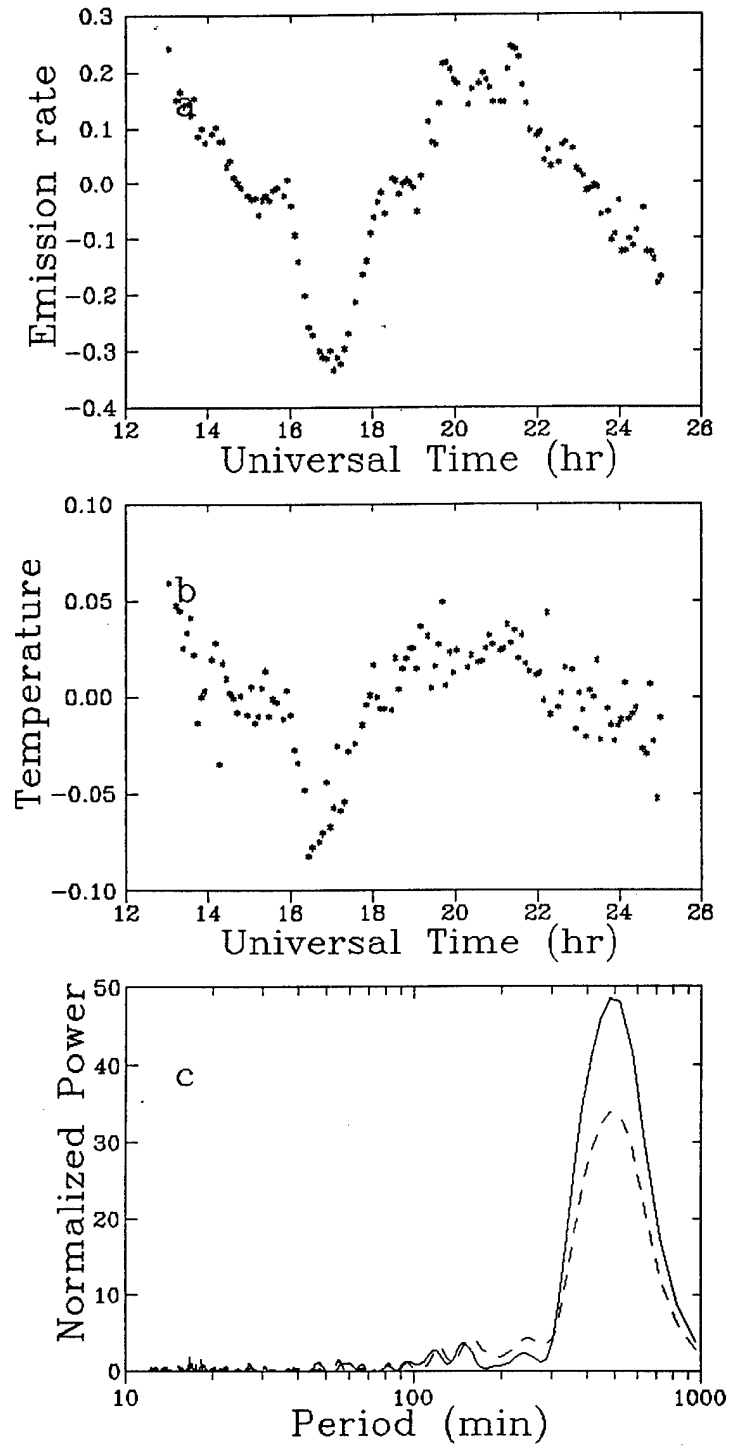 0.3
0.2
0.1
0.0
-0.1
-0.2
-0.3
-0.4
Emission rate
a
12 14 16 18 20 22 24 26
Universal Time (hr)
0.10
0.05
0.00
-0.05
-0.10
Temperature
b
12 14 16 18 20 22 24 26
Universal Time (hr)
50
40
30
20
10
0
Normalized Power
c
10 100 1000
Period (min)